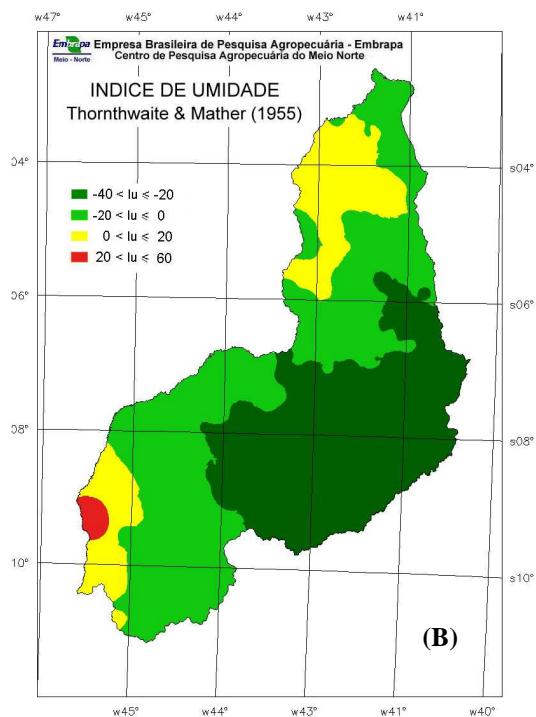 w47° w45° w44° w43° w41°
Embrapa Empresa Brasileira de Pesquisa Agropecuária - Embrapa
Meio - Norte Centro de Pesquisa Agropecuária do Meio Norte
INDICE DE UMIDADE
Thornthwaite & Mather (1955)
04° s04°
-40 < Iu ≤ -20
-20 < Iu ≤ 0
0 < Iu ≤ 20
20 < Iu ≤ 60
06° s06°
08° s08°
10° s10°
(B)
w45° w44° w43° w41° w40°